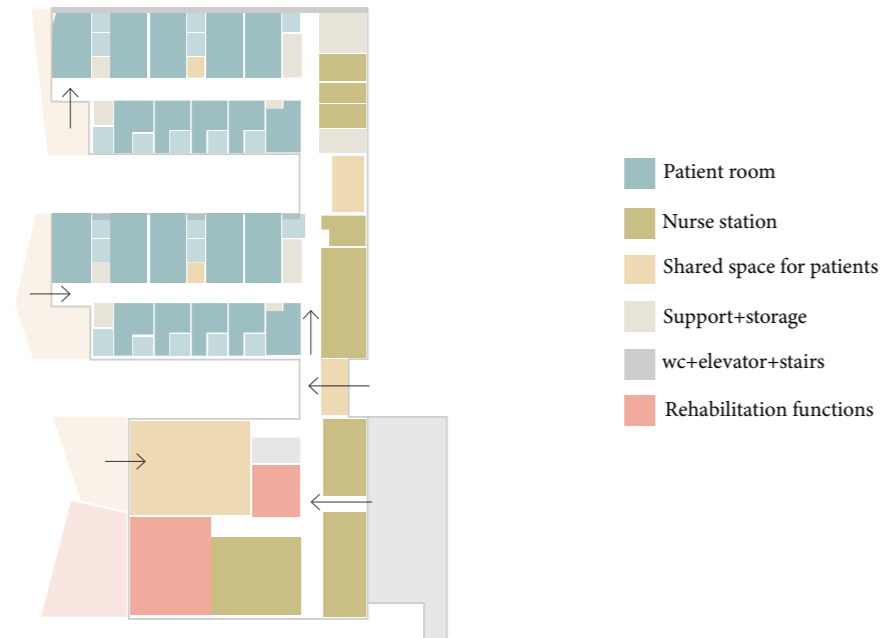 Patient room
Nurse station
Shared space for patients
Support+storage
wc+elevator+stairs
Rehabilitation functions